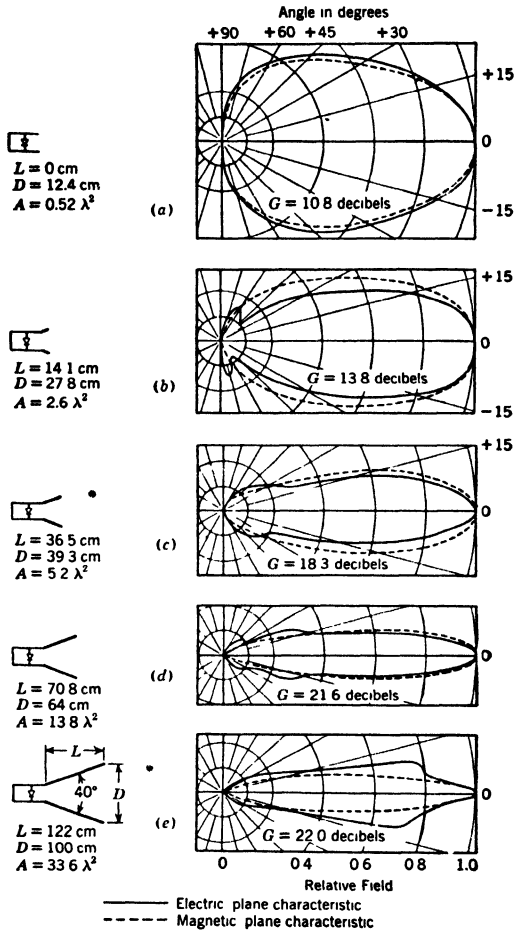 Angle in degrees
+90 +60 +45 +30
+15
0
-15
L = 0 cm
D = 12.4 cm
A = 0.52 λ²
(a)
G = 10 8 decibels
+15
0
-15
L = 14 1 cm
D = 27 8 cm
A = 2.6 λ²
(b)
G = 13 8 decibels
+15
0
L = 36 5 cm
D = 39 3 cm
A = 5 2 λ²
(c)
G = 18 3 decibels
0
L = 70 8 cm
D = 64 cm
A = 13 8 λ²
(d)
G = 21 6 decibels
L
40°
D
0
L = 122 cm
D = 100 cm
A = 33 6 λ²
(e)
G = 22 0 decibels
0 0 4 0 6 0 8 1.0
Relative Field
Electric plane characteristic
Magnetic plane characteristic